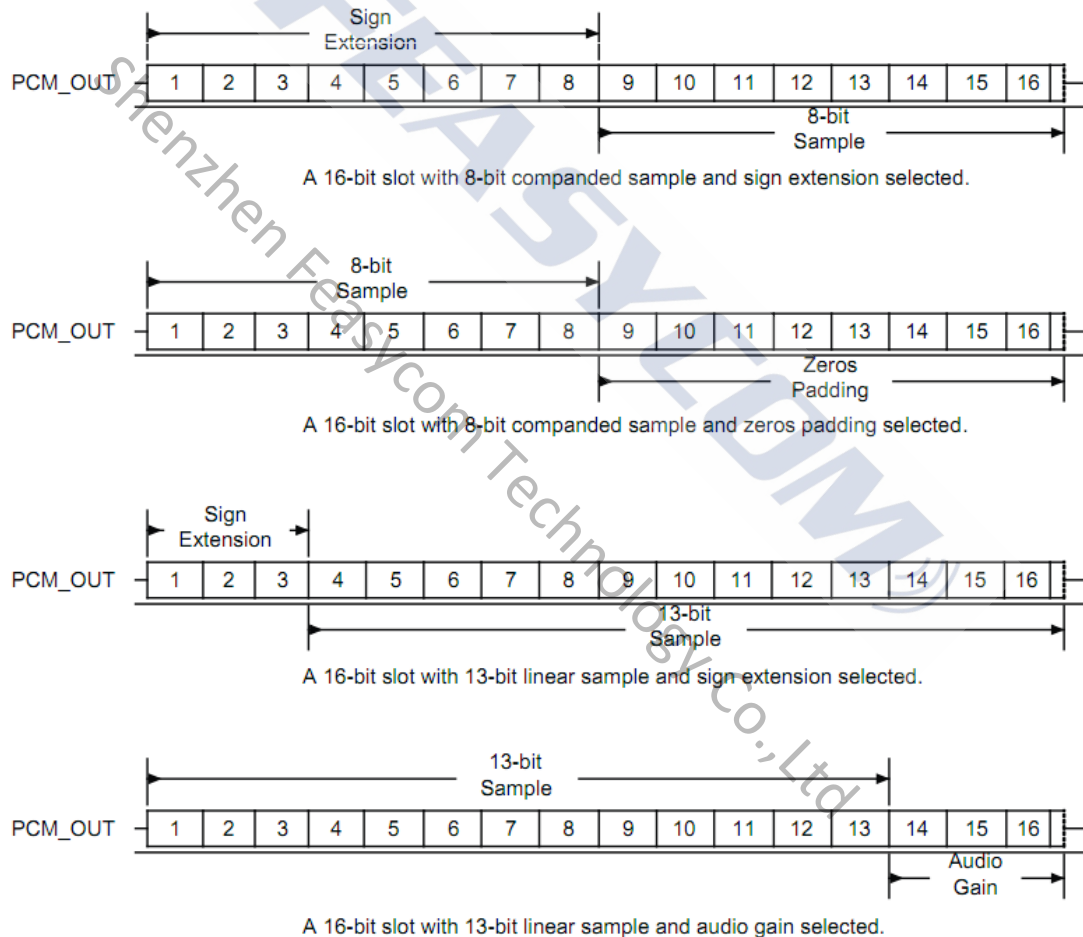 Sign
Extension
PCM_OUT 1 2 3 4 5 6 7 8 9 10 11 12 13 14 15 16
8-bit
Sample
A 16-bit slot with 8-bit companded sample and sign extension selected.
8-bit
Sample
PCM_OUT 1 2 3 4 5 6 7 8 9 10 11 12 13 14 15 16
Zeros
Padding
A 16-bit slot with 8-bit companded sample and zeros padding selected.
Sign
Extension
PCM_OUT 1 2 3 4 5 6 7 8 9 10 11 12 13 14 15 16
13-bit
Sample
A 16-bit slot with 13-bit linear sample and sign extension selected.
13-bit
Sample
PCM_OUT 1 2 3 4 5 6 7 8 9 10 11 12 13 14 15 16
Audio
Gain
A 16-bit slot with 13-bit linear sample and audio gain selected.
Shenzhen Feasycom Technology Co.,Ltd
FEASYCOM